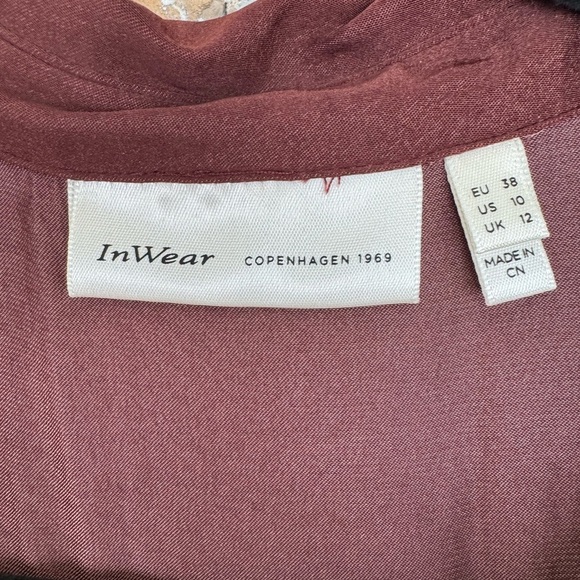 InWear COPENHAGEN 1969
EU 38
US 10
UK 12
MADE IN
CN